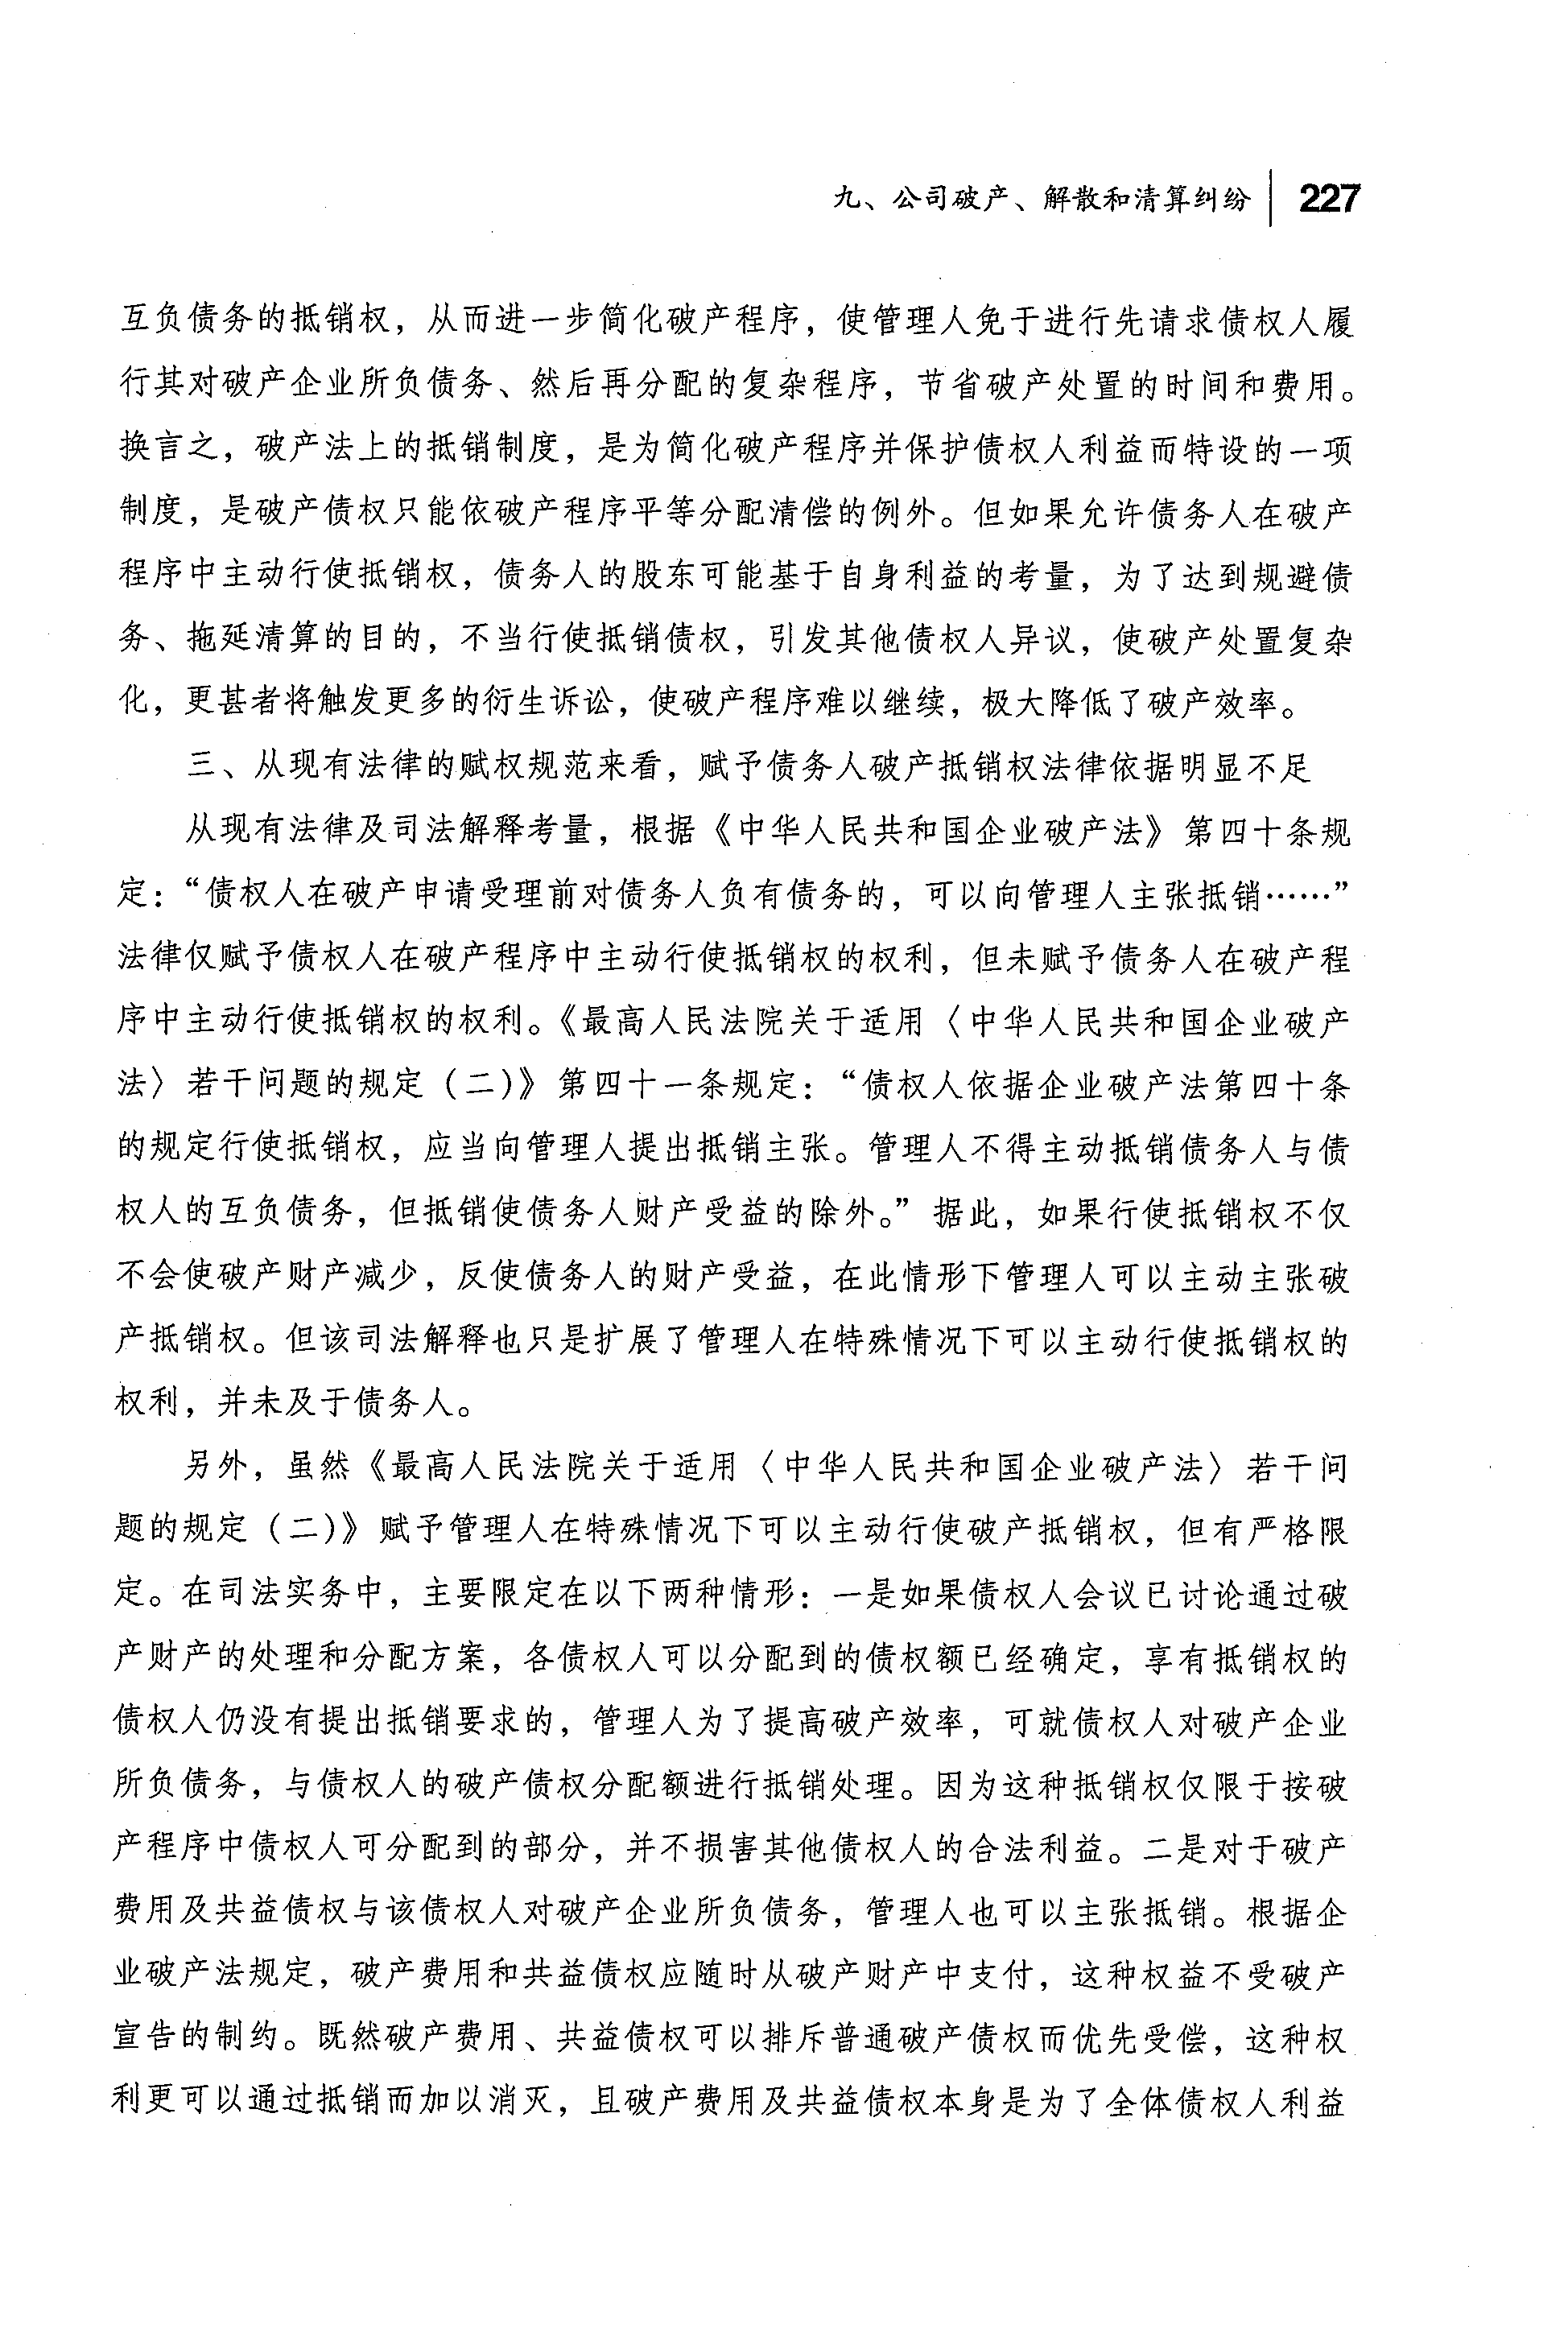 九、公司破产、解散和清算纠纷 227
互负债务的抵销权，从而进一步简化破产程序，使管理人免于进行先请求债权人履
行其对破产企业所负债务、然后再分配的复杂程序，节省破产处置的时间和费用。
换言之，破产法上的抵销制度，是为简化破产程序并保护债权人利益而特设的一项
制度，是破产债权只能依破产程序平等分配清偿的例外。但如果允许债务人在破产
程序中主动行使抵销权，债务人的股东可能基于自身利益的考量，为了达到规避债
务、拖延清算的目的，不当行使抵销债权，引发其他债权人异议，使破产处置复杂
化，更甚者将触发更多的衍生诉讼，使破产程序难以继续，极大降低了破产效率。
三、从现有法律的赋权规范来看，赋予债务人破产抵销权法律依据明显不足
从现有法律及司法解释考量，根据《中华人民共和国企业破产法》第四十条规
定：“债权人在破产申请受理前对债务人负有债务的，可以向管理人主张抵销……”
法律仅赋予债权人在破产程序中主动行使抵销权的权利，但未赋予债务人在破产程
序中主动行使抵销权的权利。《最高人民法院关于适用〈中华人民共和国企业破产
法〉若干问题的规定（二）》第四十一条规定：“债权人依据企业破产法第四十条
的规定行使抵销权，应当向管理人提出抵销主张。管理人不得主动抵销债务人与债
权人的互负债务，但抵销使债务人财产受益的除外。”据此，如果行使抵销权不仅
不会使破产财产减少，反使债务人的财产受益，在此情形下管理人可以主动主张破
产抵销权。但该司法解释也只是扩展了管理人在特殊情况下可以主动行使抵销权的
权利，并未及于债务人。
另外，虽然《最高人民法院关于适用〈中华人民共和国企业破产法〉若干问
题的规定（二）》赋予管理人在特殊情况下可以主动行使破产抵销权，但有严格限
定。在司法实务中，主要限定在以下两种情形：一是如果债权人会议已讨论通过破
产财产的处理和分配方案，各债权人可以分配到的债权额已经确定，享有抵销权的
债权人仍没有提出抵销要求的，管理人为了提高破产效率，可就债权人对破产企业
所负债务，与债权人的破产债权分配额进行抵销处理。因为这种抵销权仅限于按破
产程序中债权人可分配到的部分，并不损害其他债权人的合法利益。二是对于破产
费用及共益债权与该债权人对破产企业所负债务，管理人也可以主张抵销。根据企
业破产法规定，破产费用和共益债权应随时从破产财产中支付，这种权益不受破产
宣告的制约。既然破产费用、共益债权可以排斥普通破产债权而优先受偿，这种权
利更可以通过抵销而加以消灭，且破产费用及共益债权本身是为了全体债权人利益